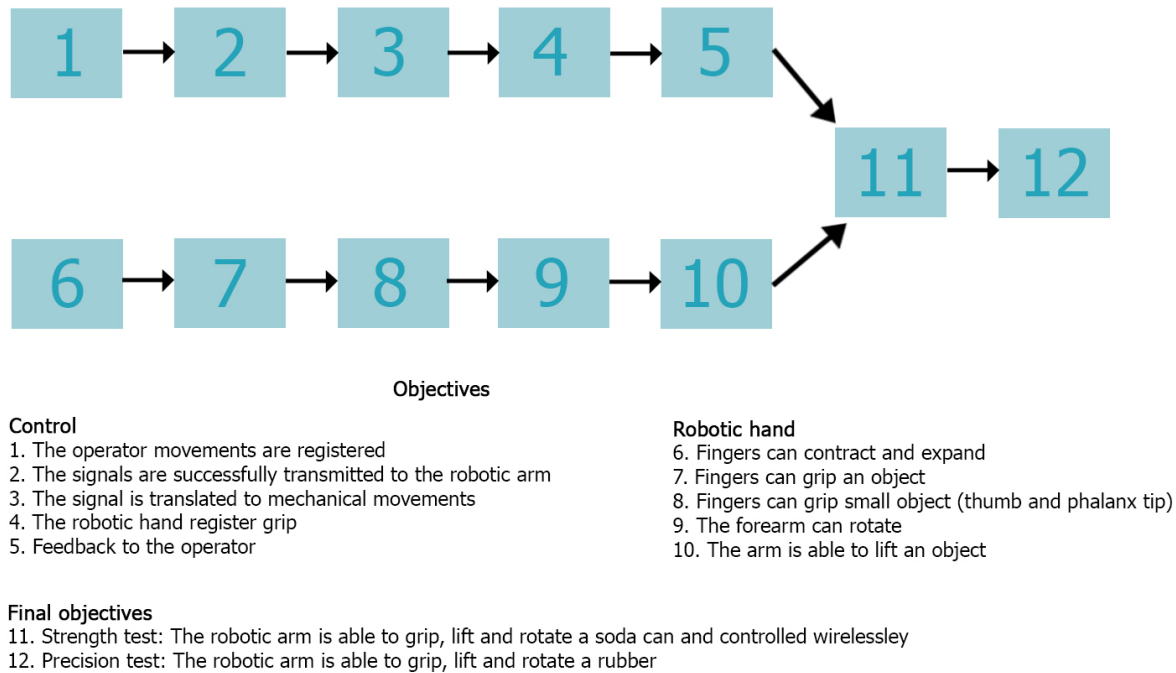 1
2
3
4
5
11
12
6
7
8
9
10
Objectives
Control
1. The operator movements are registered
2. The signals are successfully transmitted to the robotic arm
3. The signal is translated to mechanical movements
4. The robotic hand register grip
5. Feedback to the operator
Robotic hand
6. Fingers can contract and expand
7. Fingers can grip an object
8. Fingers can grip small object (thumb and phalanx tip)
9. The forearm can rotate
10. The arm is able to lift an object
Final objectives
11. Strength test: The robotic arm is able to grip, lift and rotate a soda can and controlled wirelessley
12. Precision test: The robotic arm is able to grip, lift and rotate a rubber